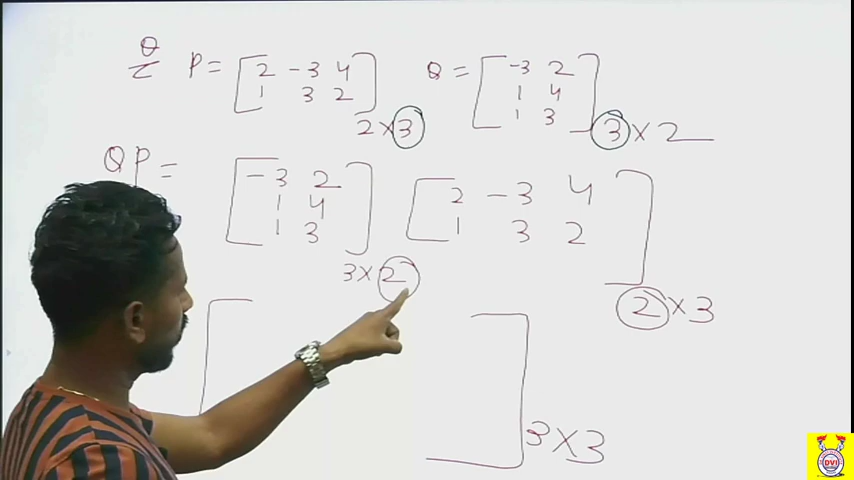 Q P = [ 2 -3 4 Q = [ -3 2
1 3 2 ] 1 4
2 × 3 1 3 ] 3 × 2
QP = [ -3 2 [ 2 -3 4
1 4 1 3 2 ]
1 3 ]
3 × 2 2 × 3
[ ] 3 × 3
DVI